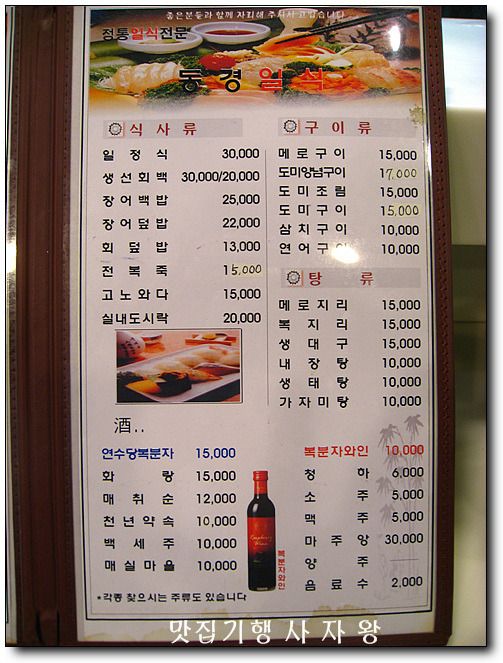 좋은분들과 함께 자리해 주셔서 고맙습니다
정통일식전문
동경일식
식사류
일정식 30,000
생선회백 30,000/20,000
장어백밥 25,000
장어덮밥 22,000
회덮밥 13,000
전복죽 15,000
고노와다 15,000
실내도시락 20,000
구이류
메로구이 15,000
도미양념구이 17,000
도미조림 15,000
도미구이 15,000
삼치구이 10,000
연어구이 10,000
탕류
메로지리 15,000
복지리 15,000
생대구 15,000
내장탕 10,000
생태탕 10,000
가자미탕 10,000
酒..
연수당복분자 15,000
화랑 15,000
매취순 12,000
천년약속 10,000
백세주 10,000
매실마을 10,000
*각종 찾으시는 주류도 있습니다
복분자와인 10,000
청하 6,000
소주 5,000
맥주 5,000
마주앙 30,000
양주
음료수 2,000
복분자와인
맛집기행 사자왕